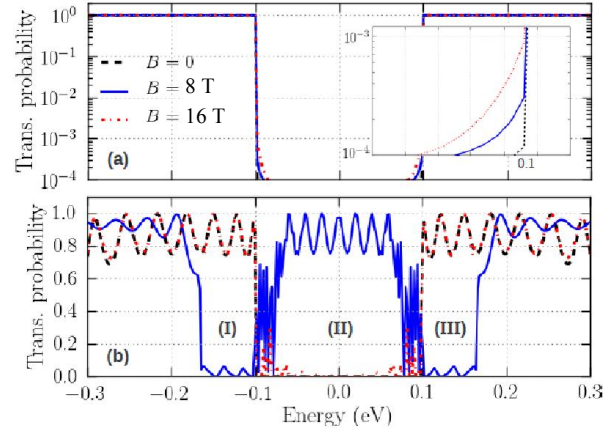 10⁰
10⁻¹
10⁻²
10⁻³
10⁻⁴
Trans. probability
B = 0
B = 8 T
B = 16 T
(a)
10⁻³
10⁻⁴
0.1
1.0
0.8
0.6
0.4
0.2
0.0
Trans. probability
(I)
(II)
(III)
(b)
−0.3 −0.2 −0.1 0.0 0.1 0.2 0.3
Energy (eV)